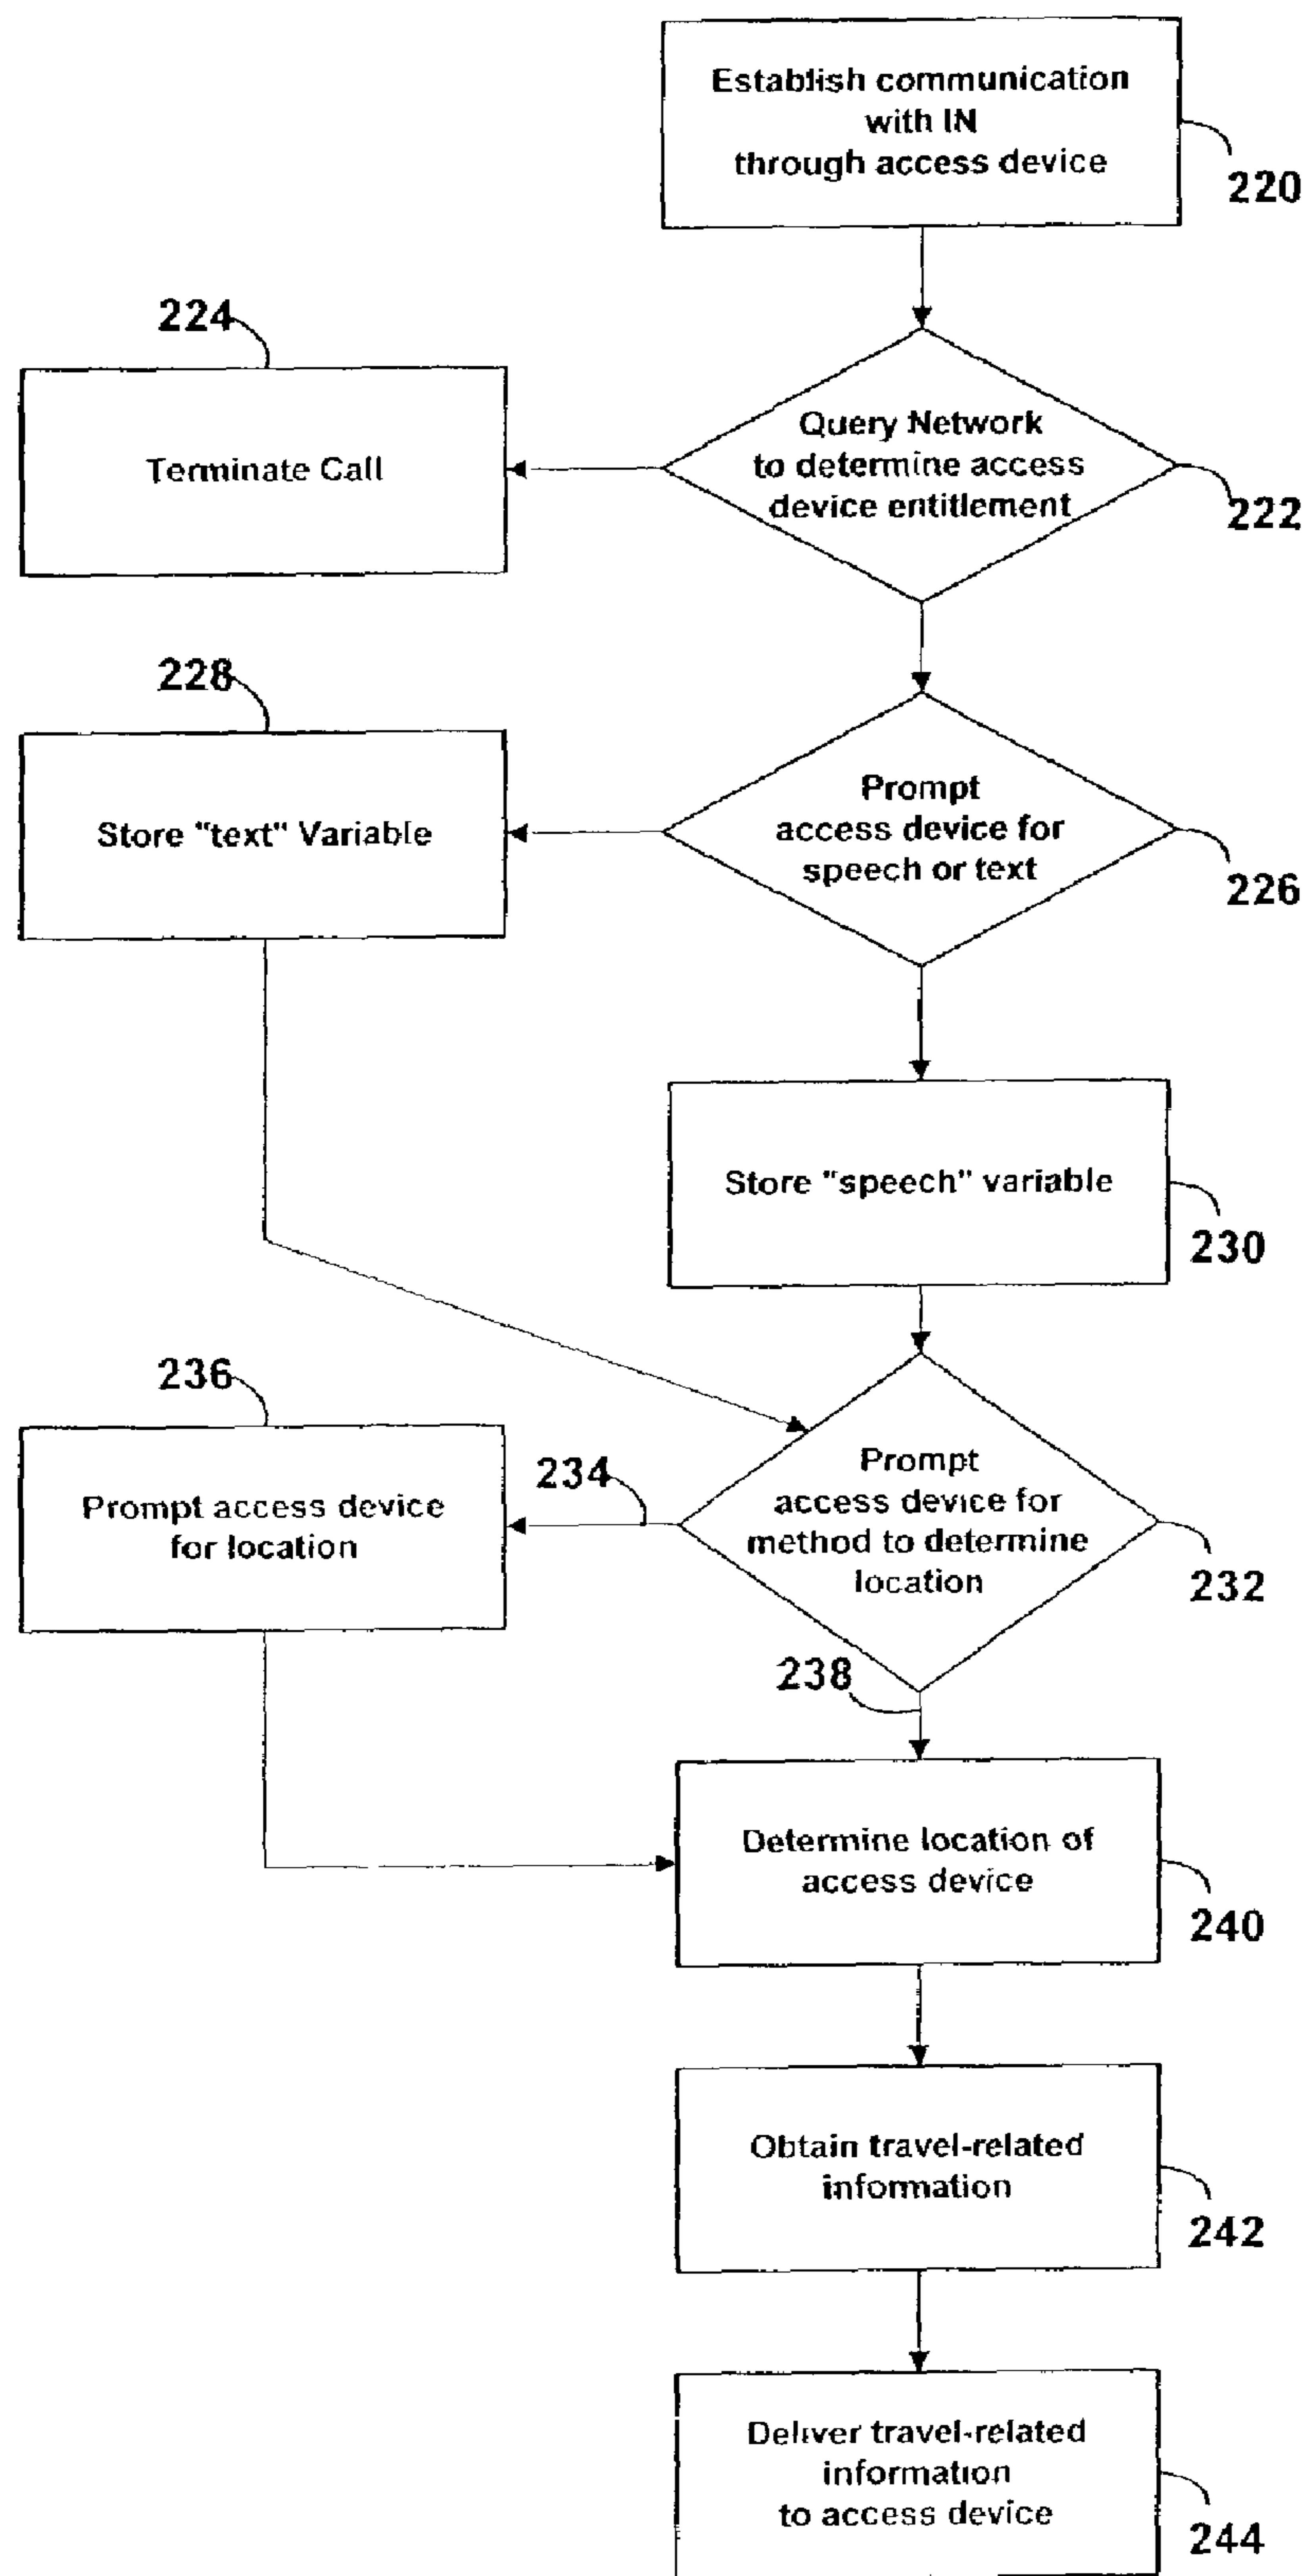 Establish communication
with IN
through access device
220
224
Terminate Call
Query Network
to determine access
device entitlement
222
228
Store "text" Variable
Prompt
access device for
speech or text
226
Store "speech" variable
230
236
Prompt access device
for location
234
Prompt
access device for
method to determine
location
232
238
Determine location of
access device
240
Obtain travel-related
information
242
Deliver travel-related
information
to access device
244